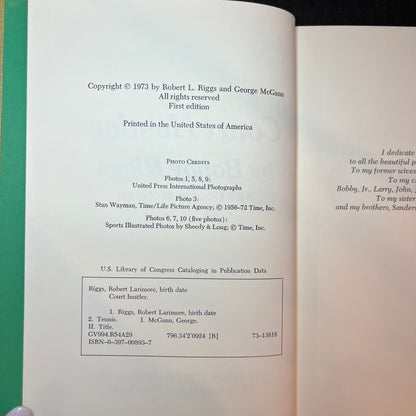 Copyright © 1973 by Robert L. Riggs and George McGann
All rights reserved
First edition
Printed in the United States of America
PHOTO CREDITS
Photos 1, 5, 8, 9:
United Press International Photographs
Photo 3:
Stan Wayman, Time/Life Picture Agency; © 1956–72 Time, Inc.
Photos 6, 7, 10 (five photos):
Sports Illustrated Photos by Sheedy & Long; © Time, Inc.
U.S. Library of Congress Cataloging in Publication Data
Riggs, Robert Larimore, birth date
Court hustler.
1. Riggs, Robert Larimore, birth date
2. Tennis. I. McGann, George.
II. Title.
GV994.R54A29 796.34'2'0924 [B] 73–13818
ISBN–0–397–00893–7
I dedicate
to all the beautiful p
To my former wives
To my c
Bobby, Jr., Larry, John,
To my sister
and my brothers, Sanders